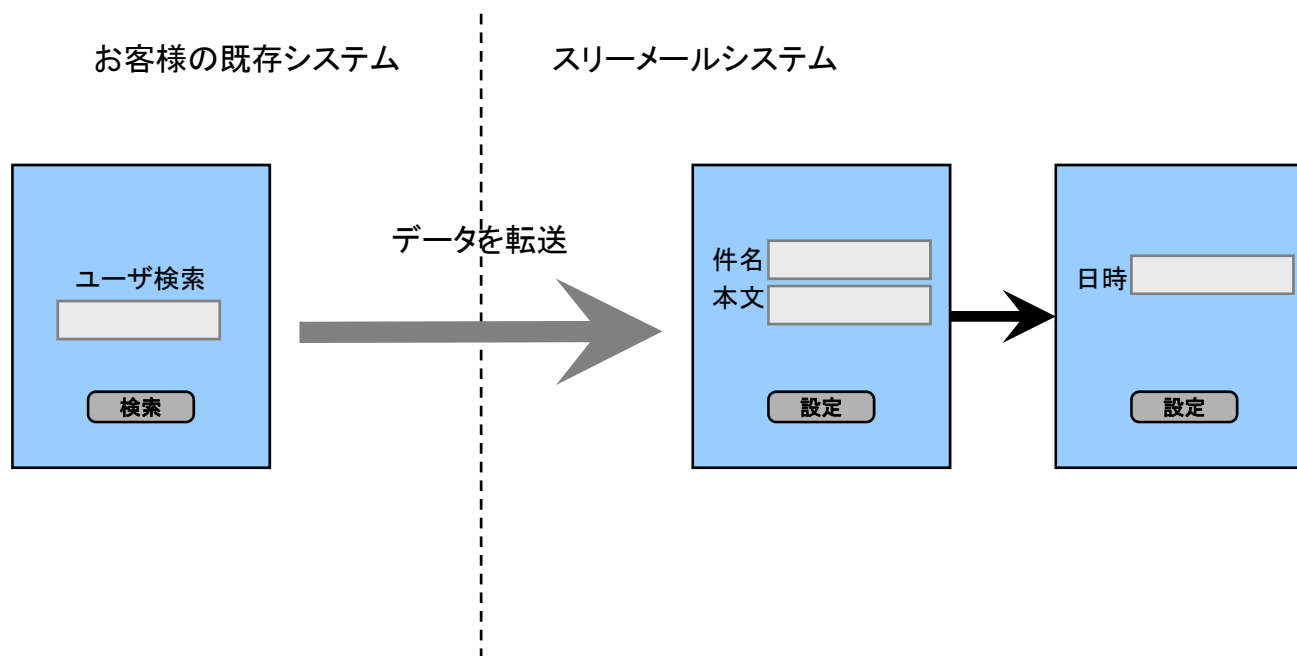 お客様の既存システム
スリーメールシステム
データを転送
ユーザ検索
検索
件名
本文
設定
日時
設定